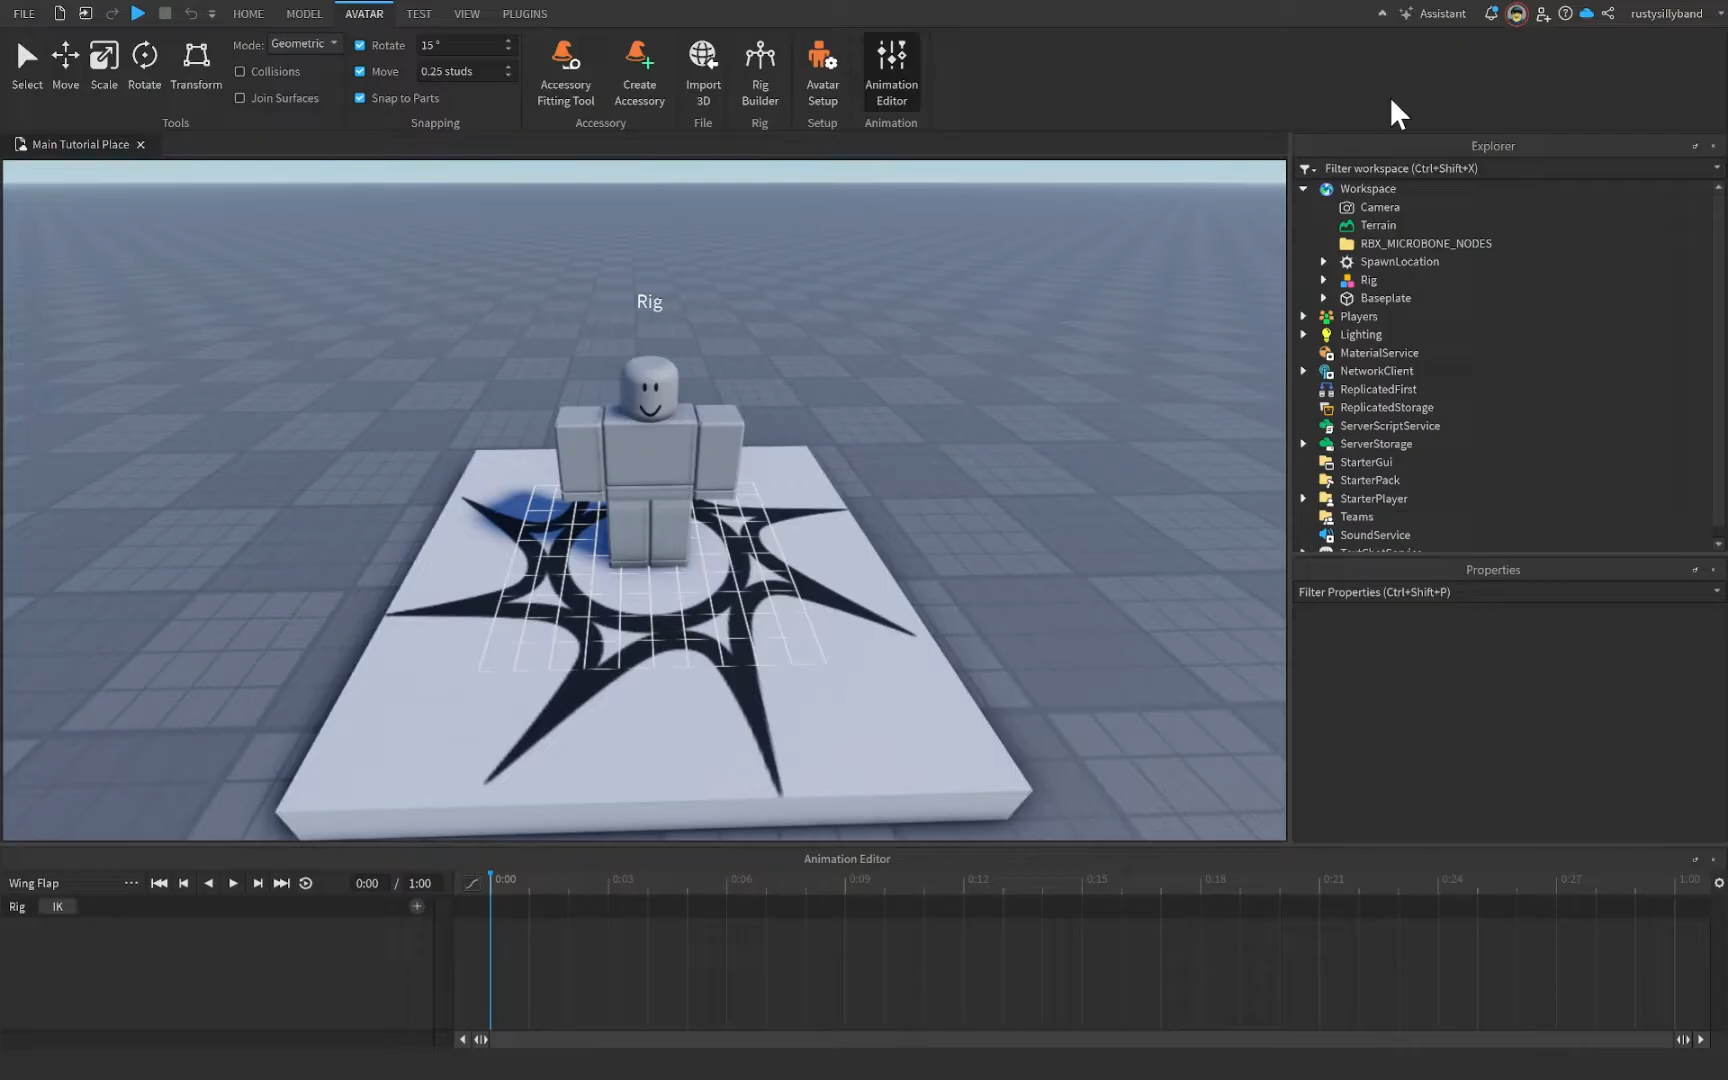 FILE HOME MODEL AVATAR TEST VIEW PLUGINS Assistant rustysillyband
Select Move Scale Rotate Transform
Mode: Geometric
Collisions
Join Surfaces
Tools
Rotate 15 °
Move 0.25 studs
Snap to Parts
Snapping
Accessory Fitting Tool
Create Accessory
Accessory
Import 3D
File
Rig Builder
Rig
Avatar Setup
Setup
Animation Editor
Animation
Main Tutorial Place
Rig
Explorer
Filter workspace (Ctrl+Shift+X)
Workspace
Camera
Terrain
RBX_MICROBONE_NODES
SpawnLocation
Rig
Baseplate
Players
Lighting
MaterialService
NetworkClient
ReplicatedFirst
ReplicatedStorage
ServerScriptService
ServerStorage
StarterGui
StarterPack
StarterPlayer
Teams
SoundService
Properties
Filter Properties (Ctrl+Shift+P)
Animation Editor
Wing Flap 0:00 / 1:00 0:00 0:03 0:06 0:09 0:12 0:15 0:18 0:21 0:24 0:27 1:00
Rig IK